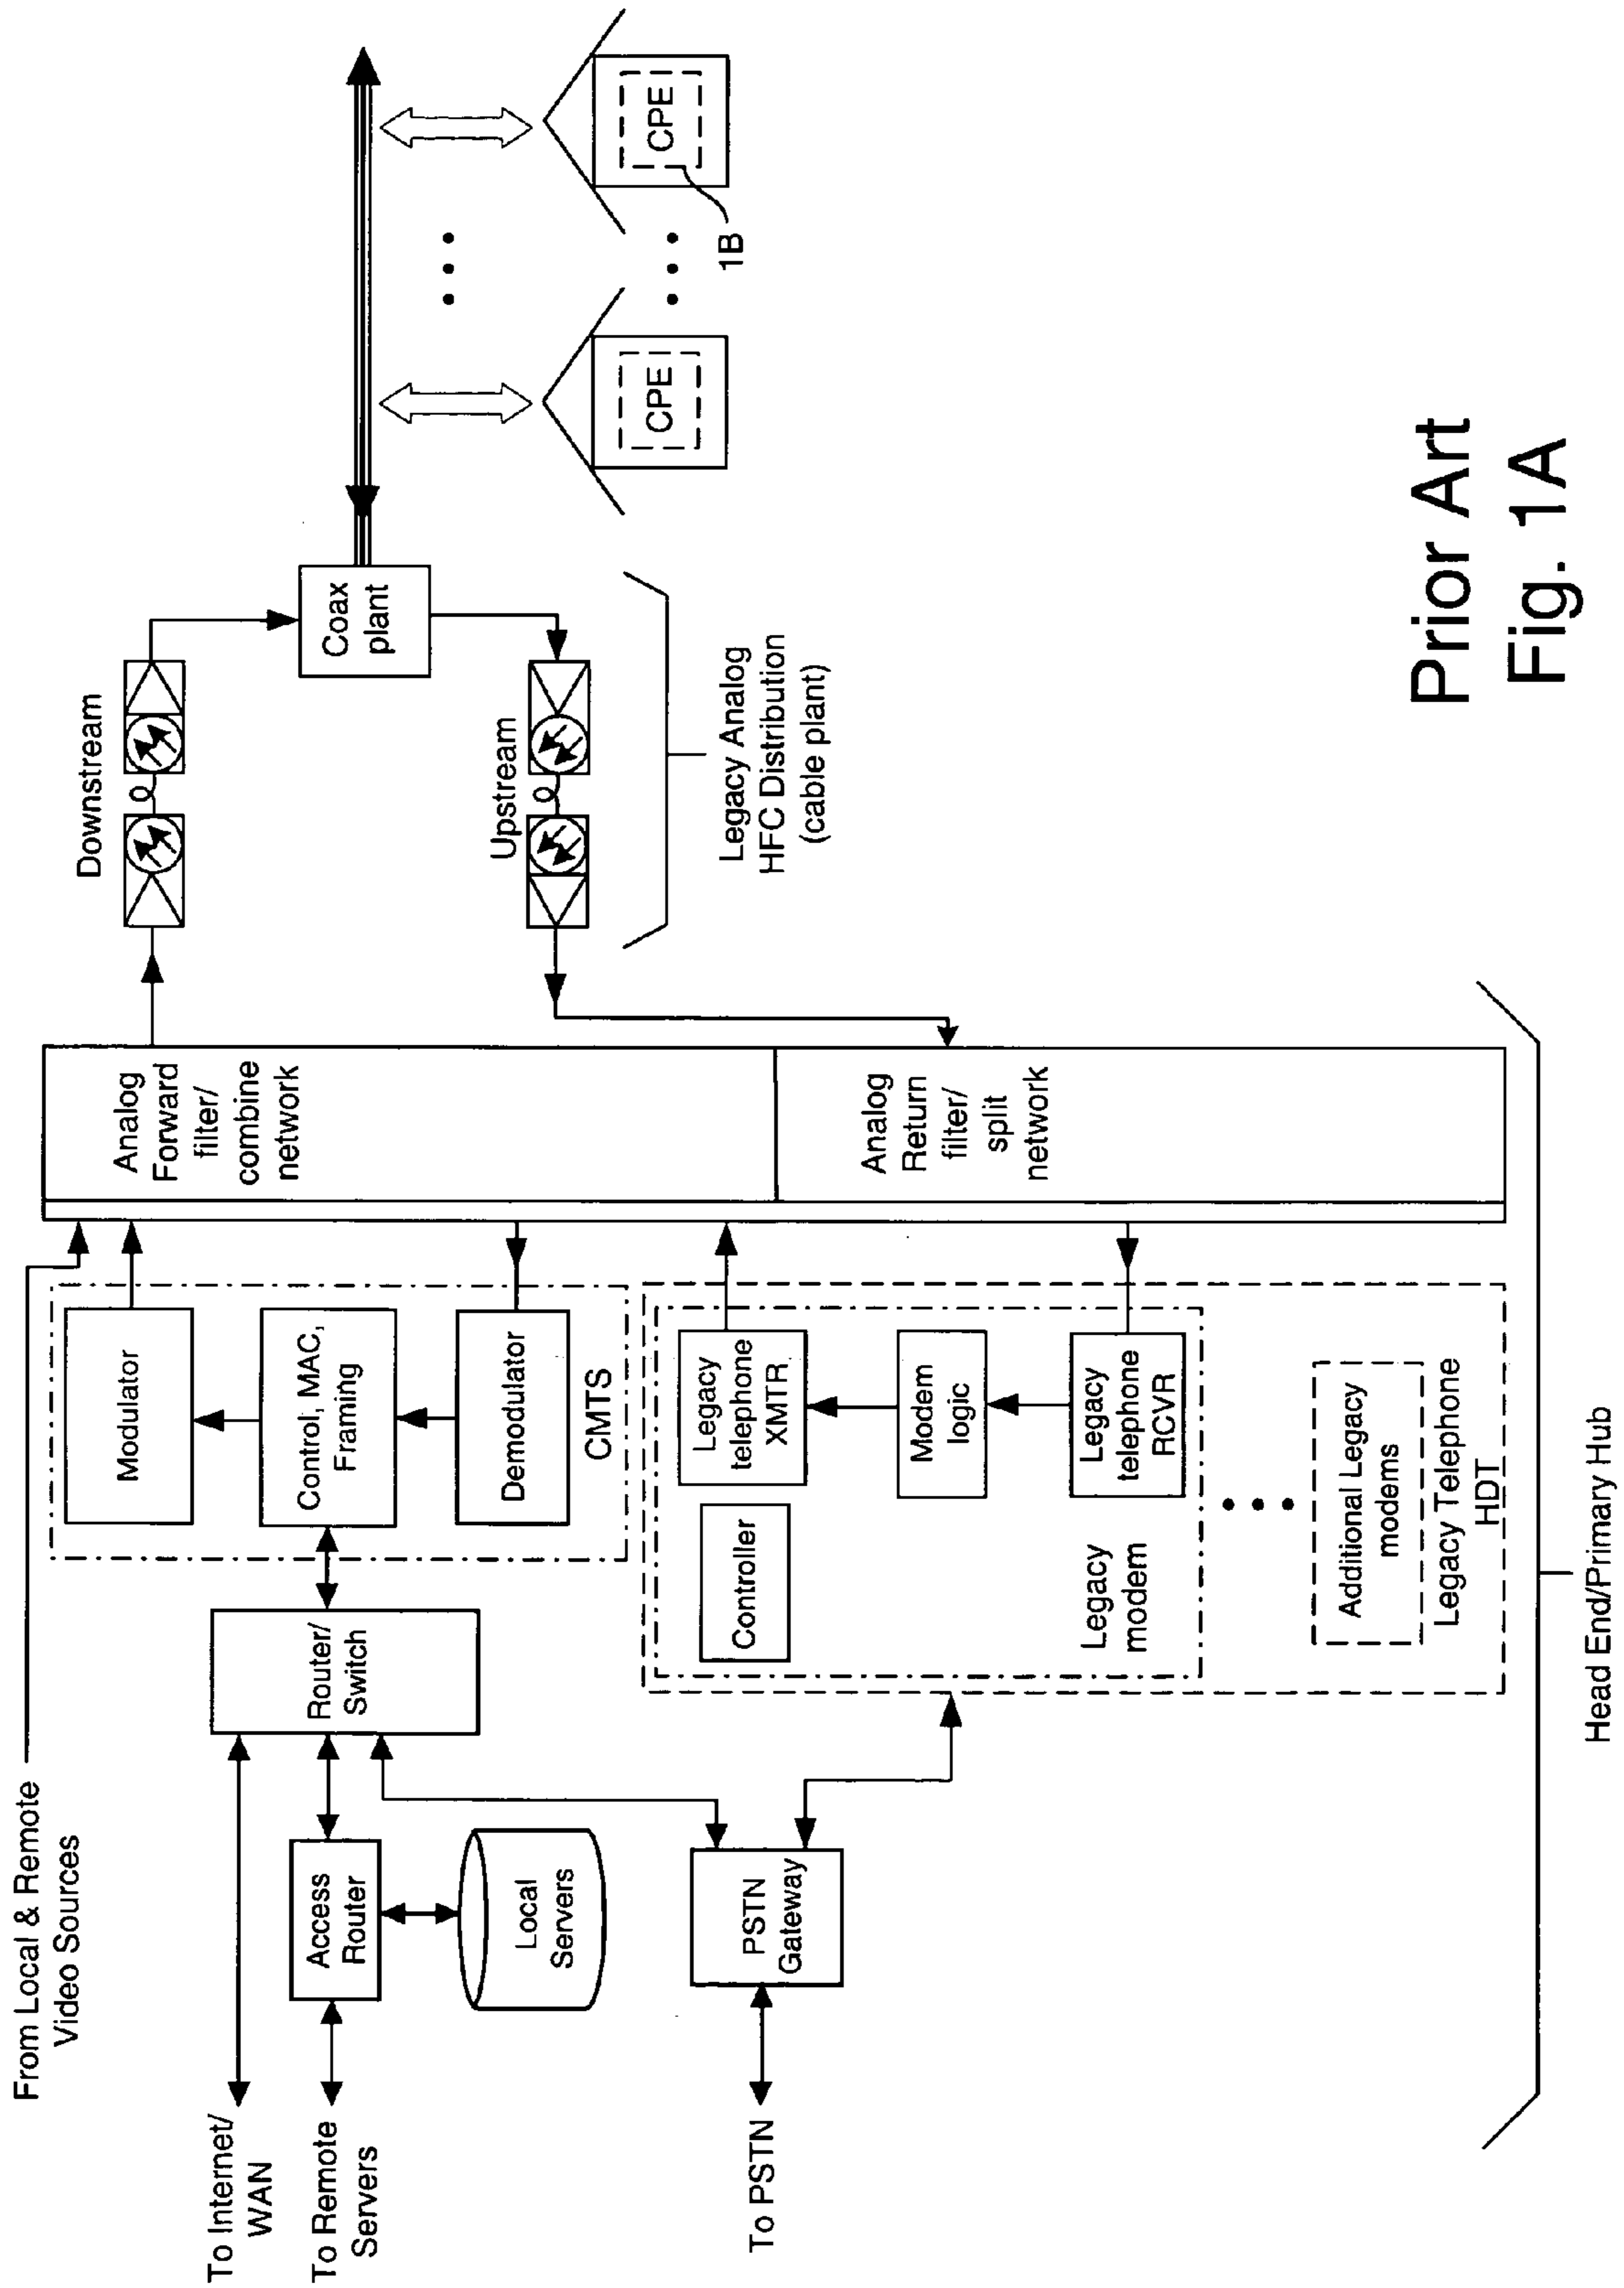 From Local & Remote
Video Sources
To Internet/
WAN
To Remote
Servers
To PSTN
Access
Router
Local
Servers
PSTN
Gateway
Router/
Switch
Modulator
Control, MAC,
Framing
Demodulator
CMTS
Controller
Legacy
telephone
XMTR
Modem
logic
Legacy
telephone
RCVR
Legacy
modem
Additional Legacy
modems
Legacy Telephone
HDT
Analog
Forward
filter/
combine
network
Analog
Return
filter/
split
network
Head End/Primary Hub
Downstream
Upstream
Coax
plant
Legacy Analog
HFC Distribution
(cable plant)
CPE
CPE
1B
Prior Art
Fig. 1A